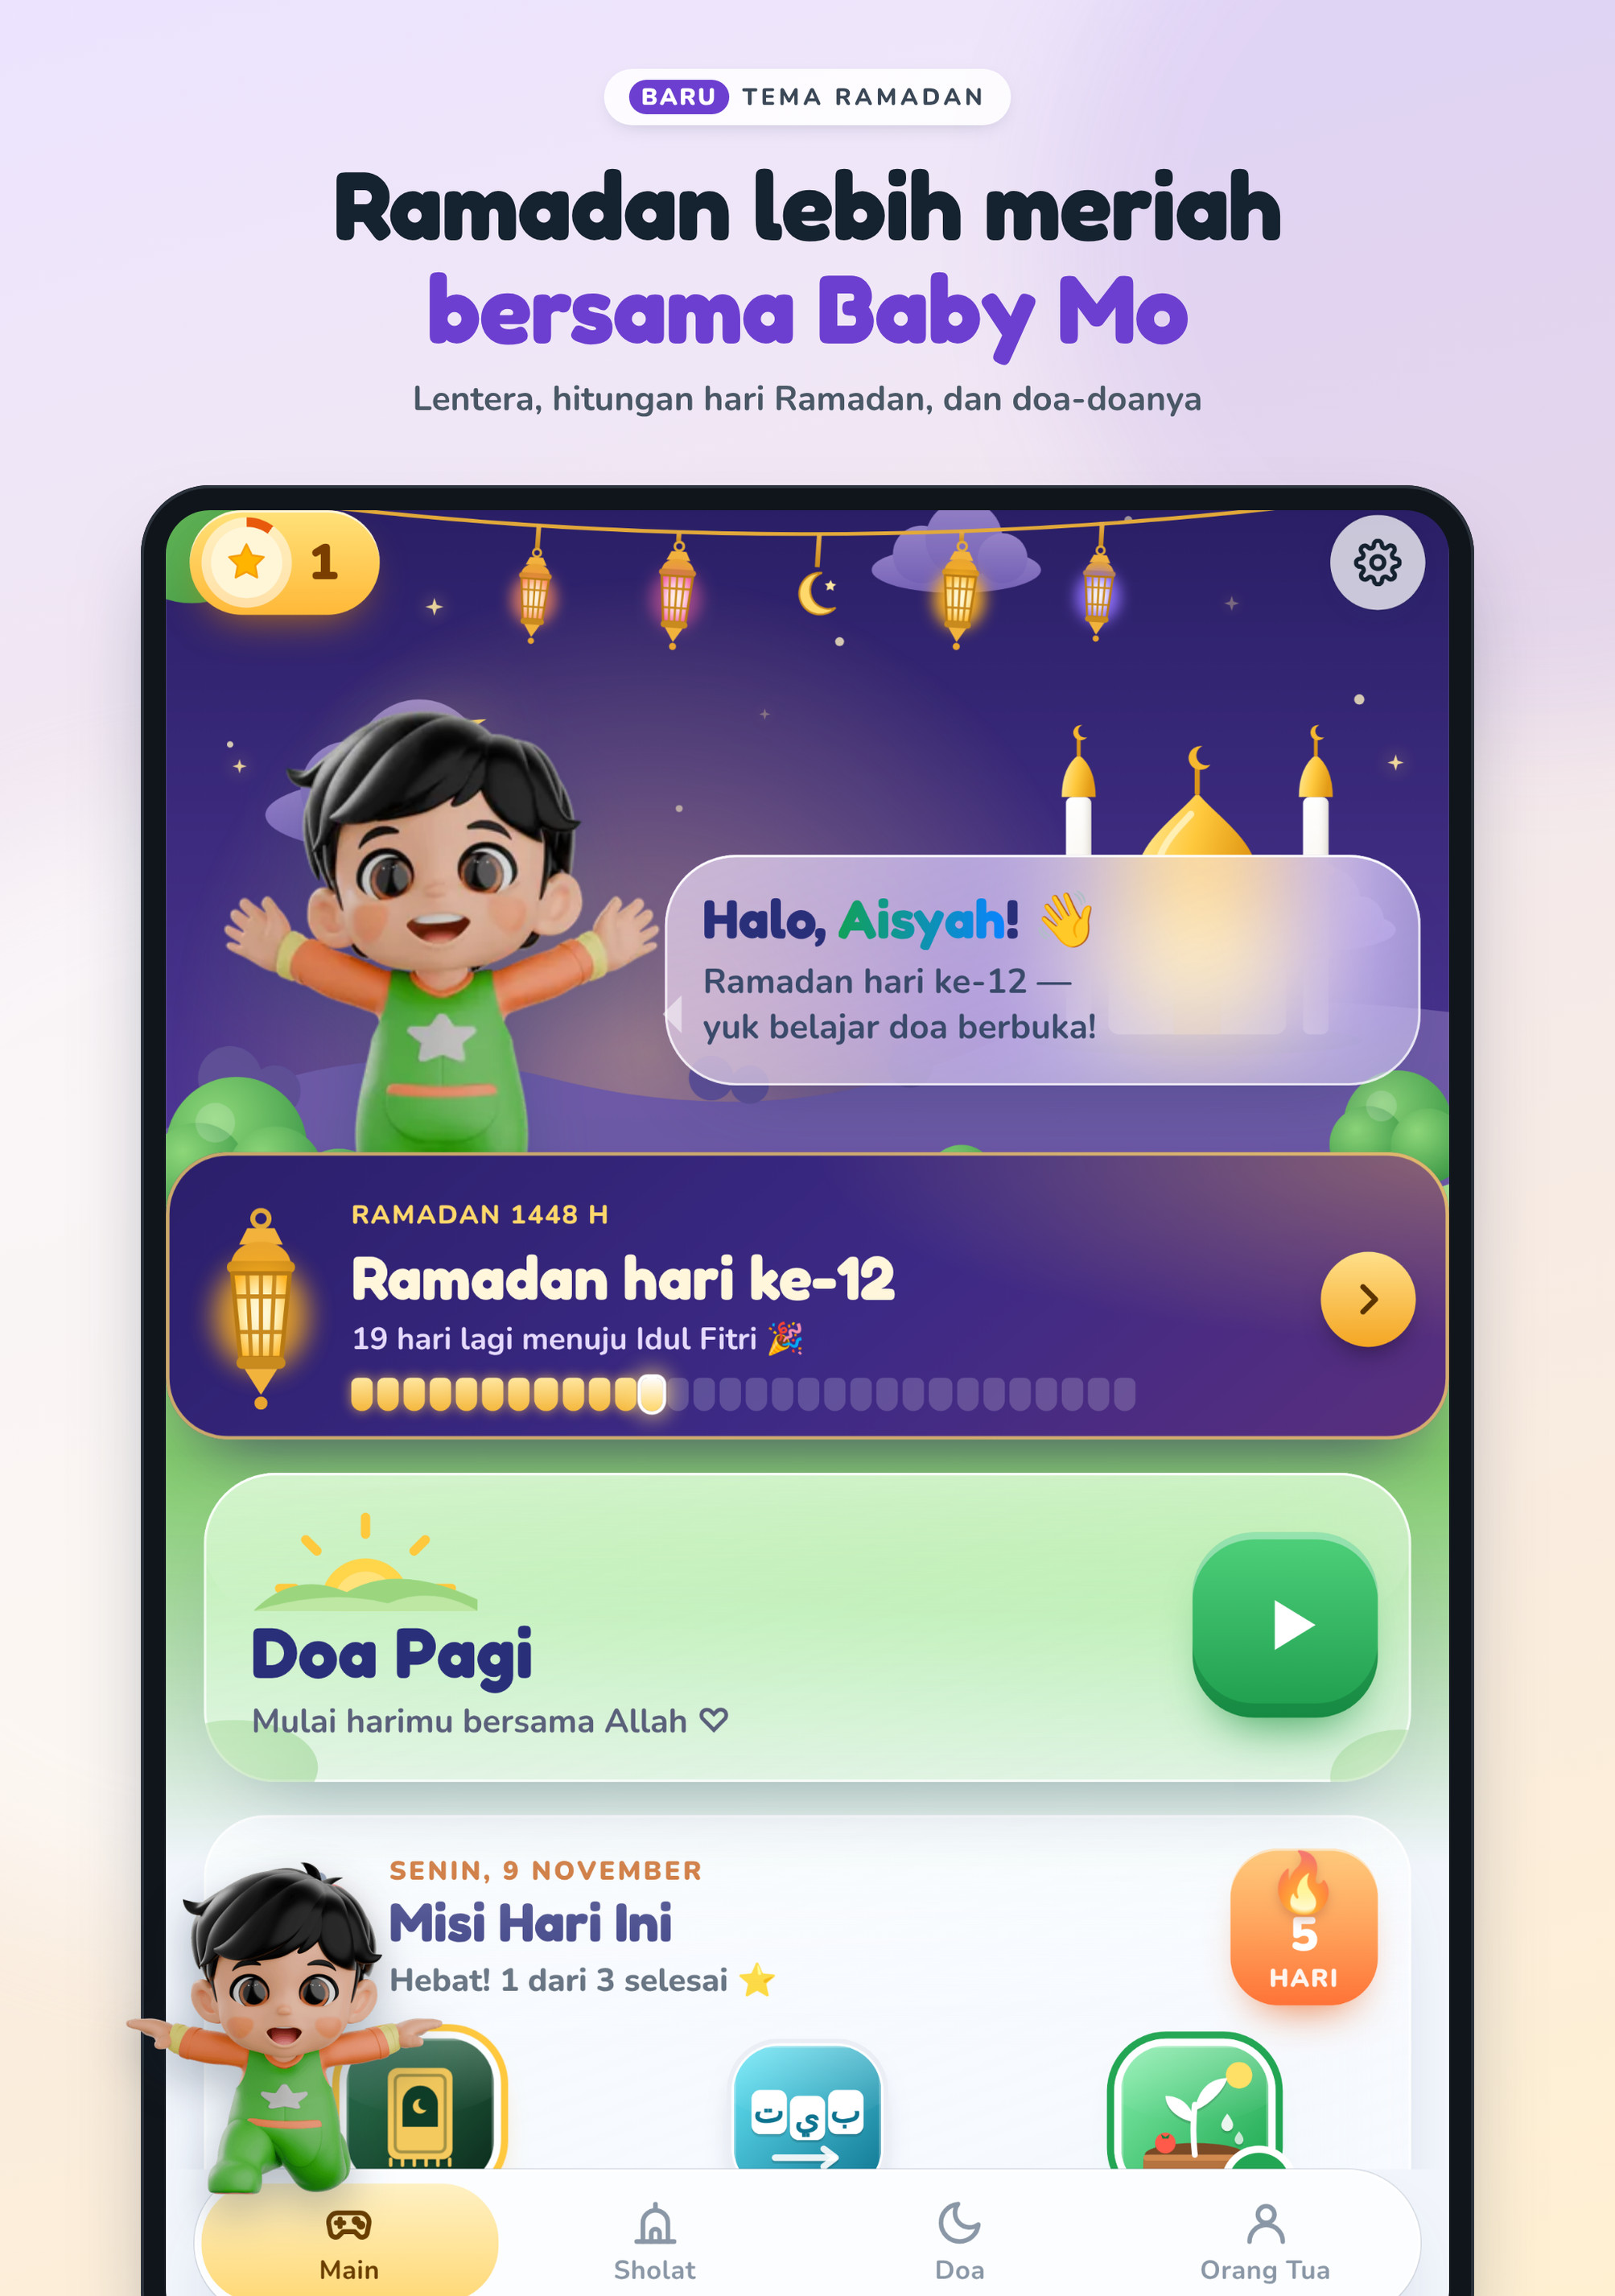 BARU TEMA RAMADAN
Ramadan lebih meriah
bersama Baby Mo
Lentera, hitungan hari Ramadan, dan doa-doanya
1
Halo, Aisyah! 👋
Ramadan hari ke-12 —
yuk belajar doa berbuka!
RAMADAN 1448 H
Ramadan hari ke-12
19 hari lagi menuju Idul Fitri 🎉
Doa Pagi
Mulai harimu bersama Allah ♡
SENIN, 9 NOVEMBER
Misi Hari Ini
Hebat! 1 dari 3 selesai ⭐
🔥
5
HARI
ب ي ت
Main
Sholat
Doa
Orang Tua